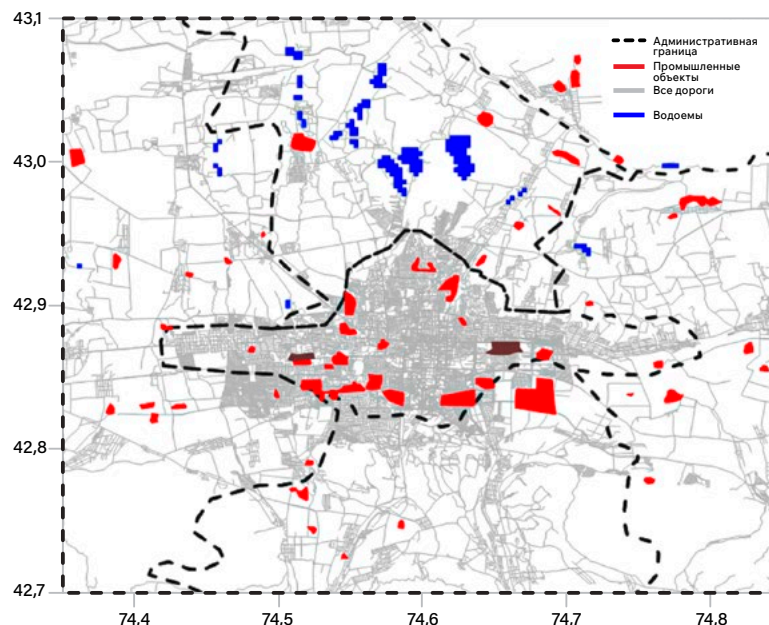 43,1
Административная
граница
Промышленные
объекты
Все дороги
Водоемы
43,0
42,9
42,8
42,7
74,4
74,5
74,6
74,7
74,8